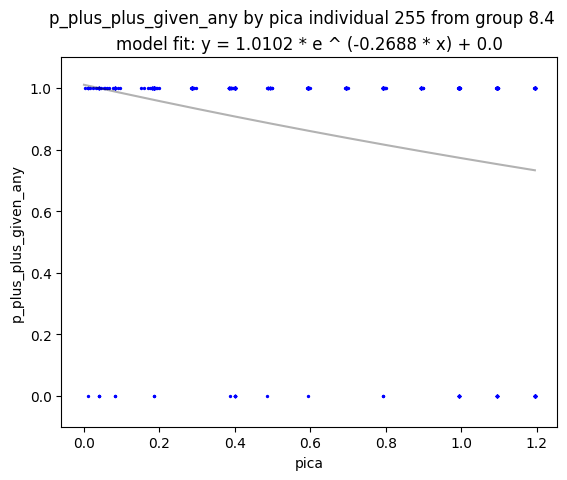 p_plus_plus_given_any by pica individual 255 from group 8.4
model fit: y = 1.0102 * e ^ (-0.2688 * x) + 0.0
p_plus_plus_given_any
1.0
0.8
0.6
0.4
0.2
0.0
0.0 0.2 0.4 0.6 0.8 1.0 1.2
pica